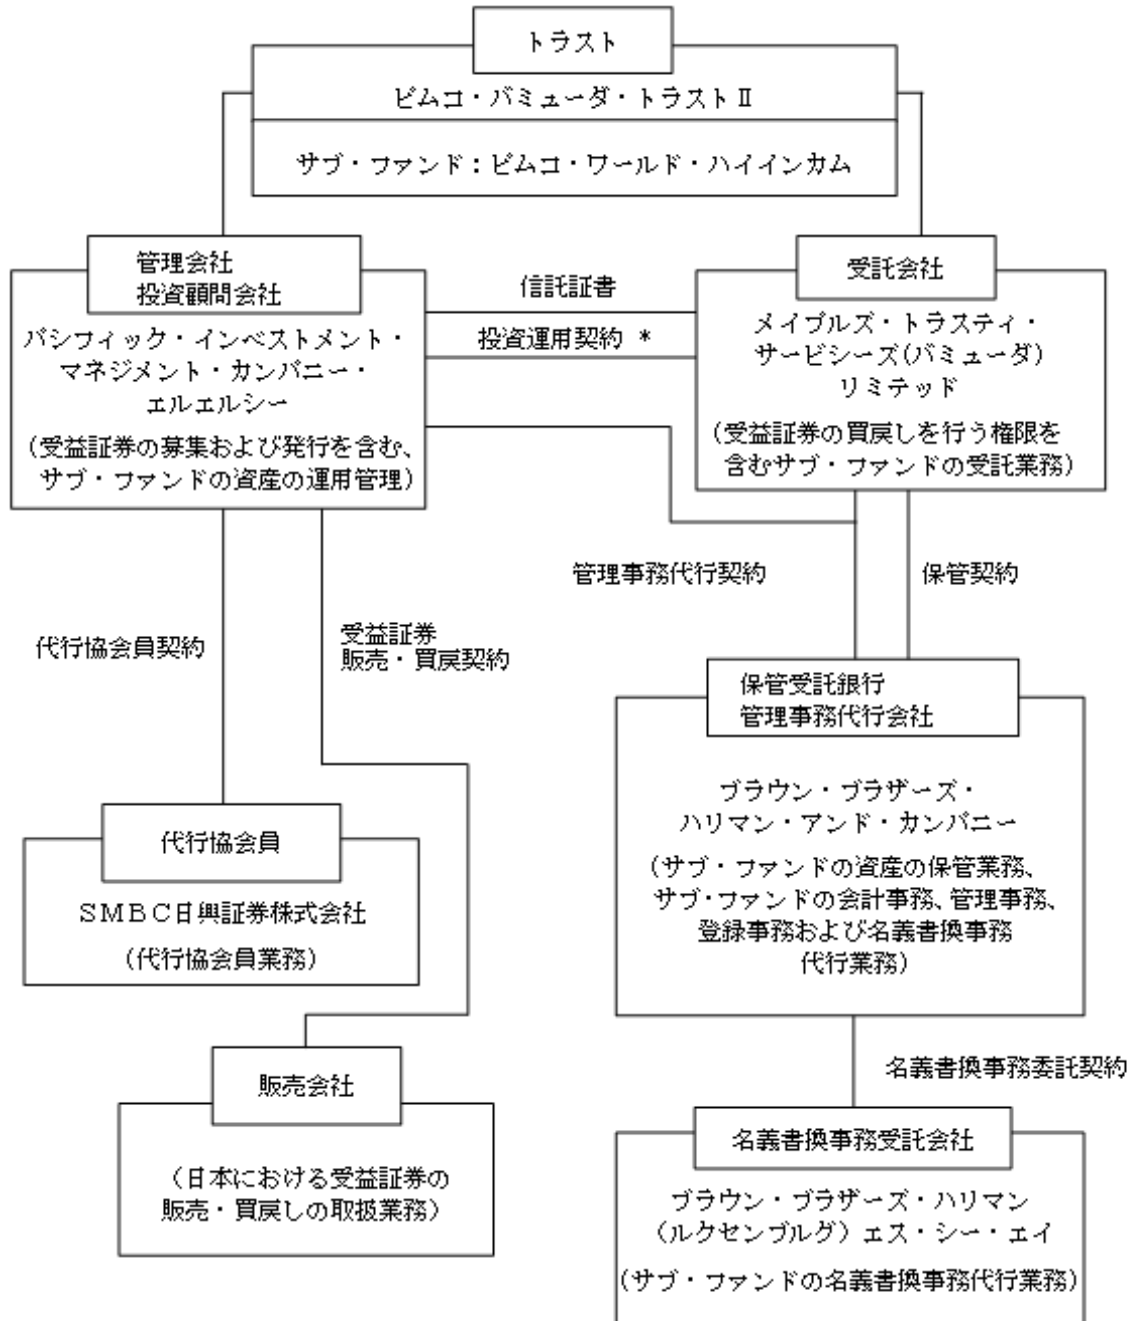 トラスト
ピムコ・バミューダ・トラストⅡ
サブ・ファンド：ピムコ・ワールド・ハイインカム
管理会社
投資顧問会社
パシフィック・インベストメント・
マネジメント・カンパニー・
エルエルシー
（受益証券の募集および発行を含む、
サブ・ファンドの資産の運用管理）
信託証書
投資運用契約 *
受託会社
メイプルズ・トラスティ・
サービシーズ(バミューダ)
リミテッド
（受益証券の買戻しを行う権限を
含むサブ・ファンドの受託業務）
管理事務代行契約
保管契約
代行協会員契約
受益証券
販売・買戻契約
保管受託銀行
管理事務代行会社
ブラウン・ブラザーズ・
ハリマン・アンド・カンパニー
（サブ・ファンドの資産の保管業務、
サブ・ファンドの会計事務、管理事務、
登録事務および名義書換事務
代行業務）
代行協会員
ＳＭＢＣ日興証券株式会社
（代行協会員業務）
販売会社
（日本における受益証券の
販売・買戻しの取扱業務）
名義書換事務委託契約
名義書換事務受託会社
ブラウン・ブラザーズ・ハリマン
（ルクセンブルグ）エス・シー・エイ
（サブ・ファンドの名義書換事務代行業務）